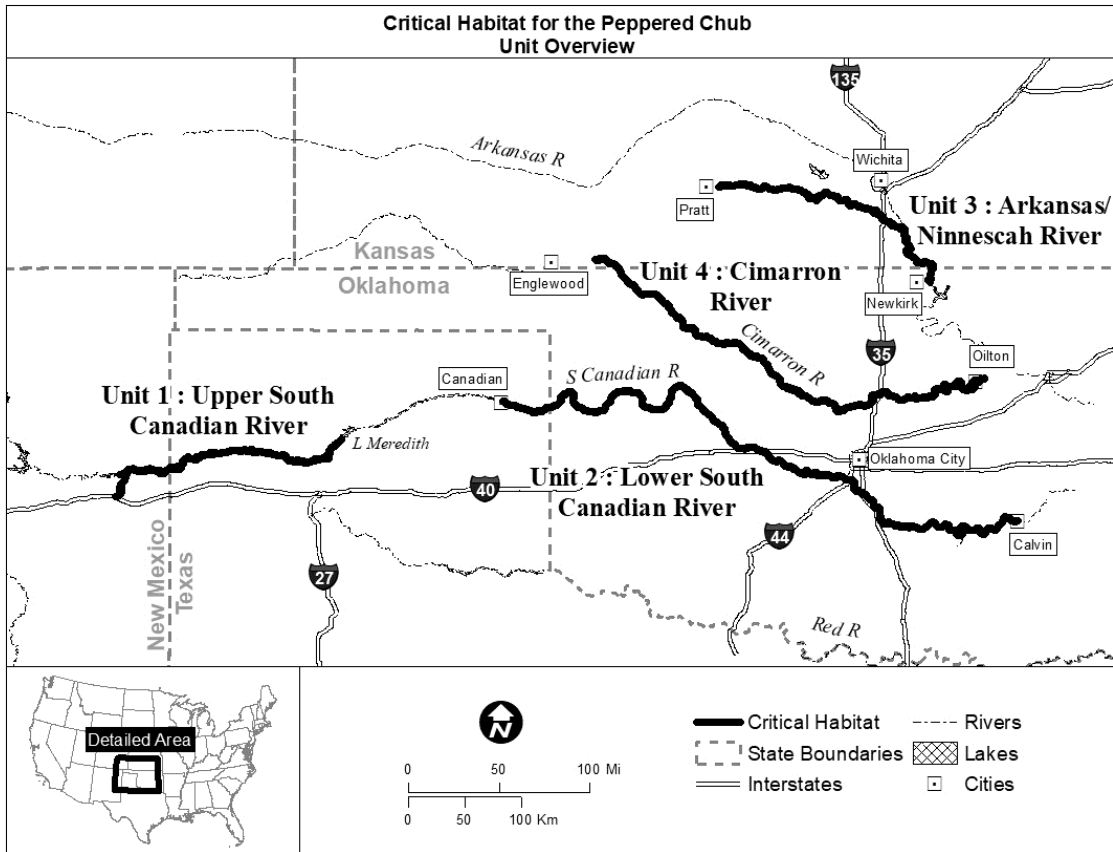 Critical Habitat for the Peppered Chub
Unit Overview
135
Arkansas R
Wichita
Pratt
Unit 3 : Arkansas/
Ninnescah River
Kansas
Oklahoma
Englewood
Unit 4 : Cimarron
River
Newkirk
Cimarron R
35
Oilton
Canadian
S Canadian R
Unit 1 : Upper South
Canadian River
L Meredith
Oklahoma City
40
Unit 2 : Lower South
Canadian River
44
Calvin
New Mexico
Texas
27
Red R
Detailed Area
N
0 50 100 Mi
0 50 100 Km
Critical Habitat
State Boundaries
Interstates
Rivers
Lakes
Cities